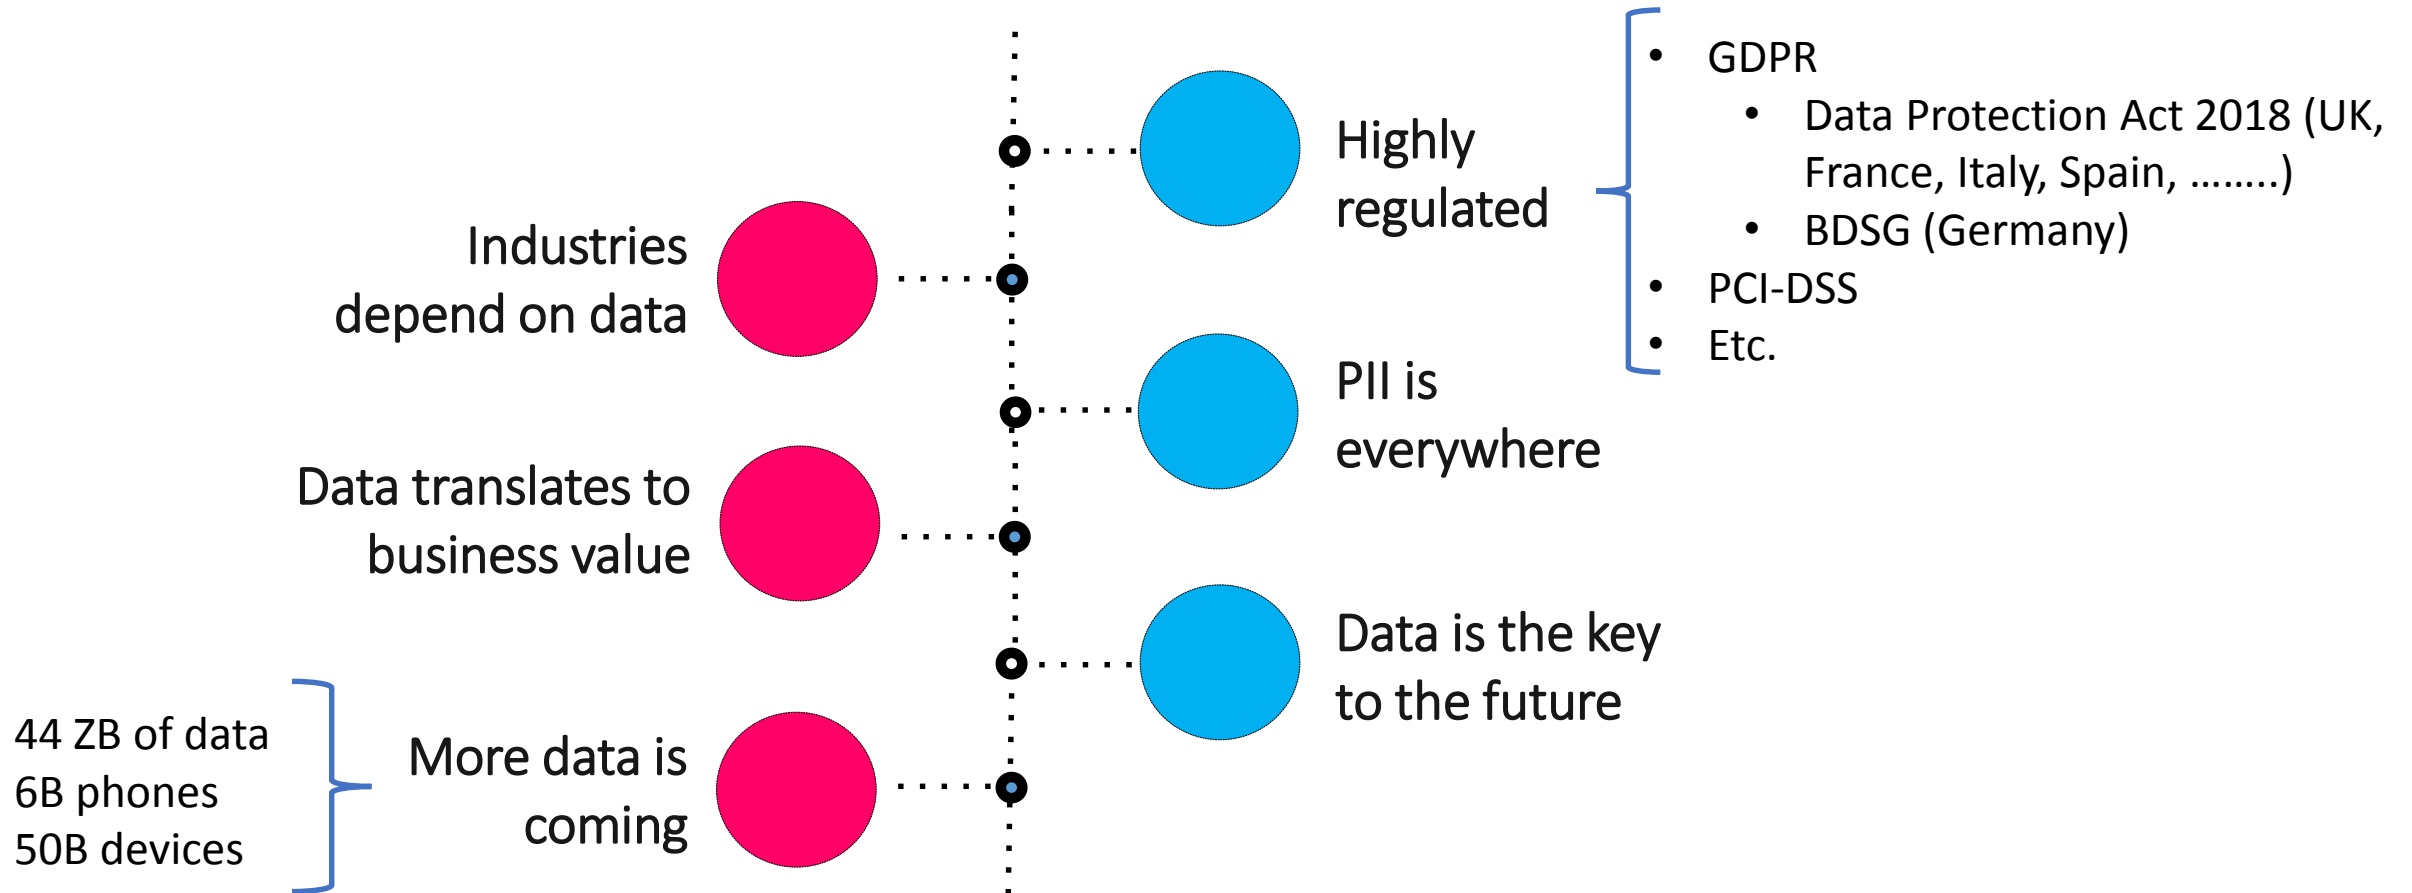 Highly
regulated
• GDPR
• Data Protection Act 2018 (UK,
France, Italy, Spain, ........)
• BDSG (Germany)
• PCI-DSS
• Etc.
Industries
depend on data
PII is
everywhere
Data translates to
business value
Data is the key
to the future
More data is
coming
44 ZB of data
6B phones
50B devices